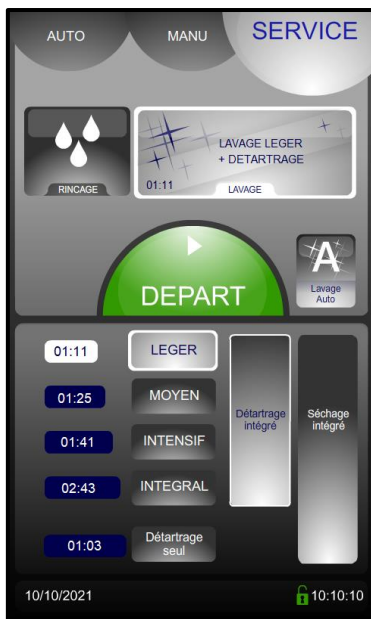 AUTO
MANU
SERVICE
RINCAGE
LAVAGE LEGER
+ DETARTRAGE
01:11
LAVAGE
DEPART
A
Lavage
Auto
01:11
LEGER
01:25
MOYEN
01:41
INTENSIF
02:43
INTEGRAL
01:03
Détartrage
seul
Détartrage
intégré
Séchage
intégré
10/10/2021
10:10:10